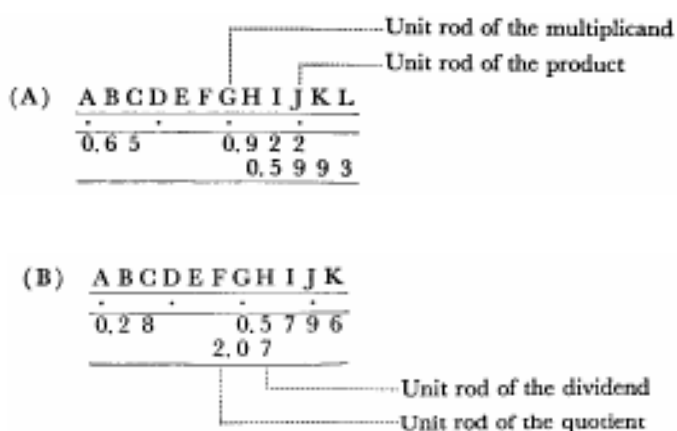 Unit rod of the multiplicand
Unit rod of the product
(A) A B C D E F G H I J K L
0.6 5 0.9 2 2
0.5 9 9 3
(B) A B C D E F G H I J K
0.2 8 0.5 7 9 6
2.0 7
Unit rod of the dividend
Unit rod of the quotient